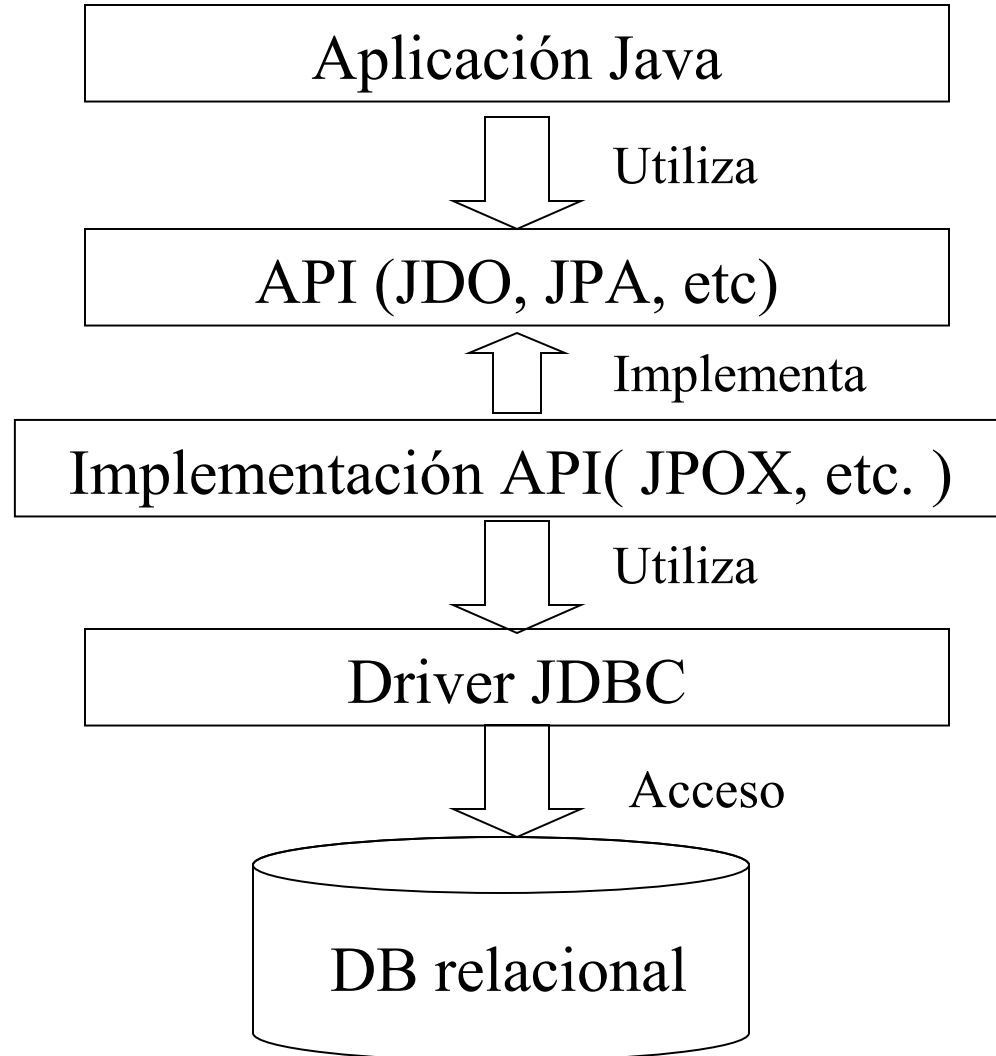 Aplicación Java
Utiliza
API (JDO, JPA, etc)
Implementa
Implementación API( JPOX, etc. )
Utiliza
Driver JDBC
Acceso
DB relacional